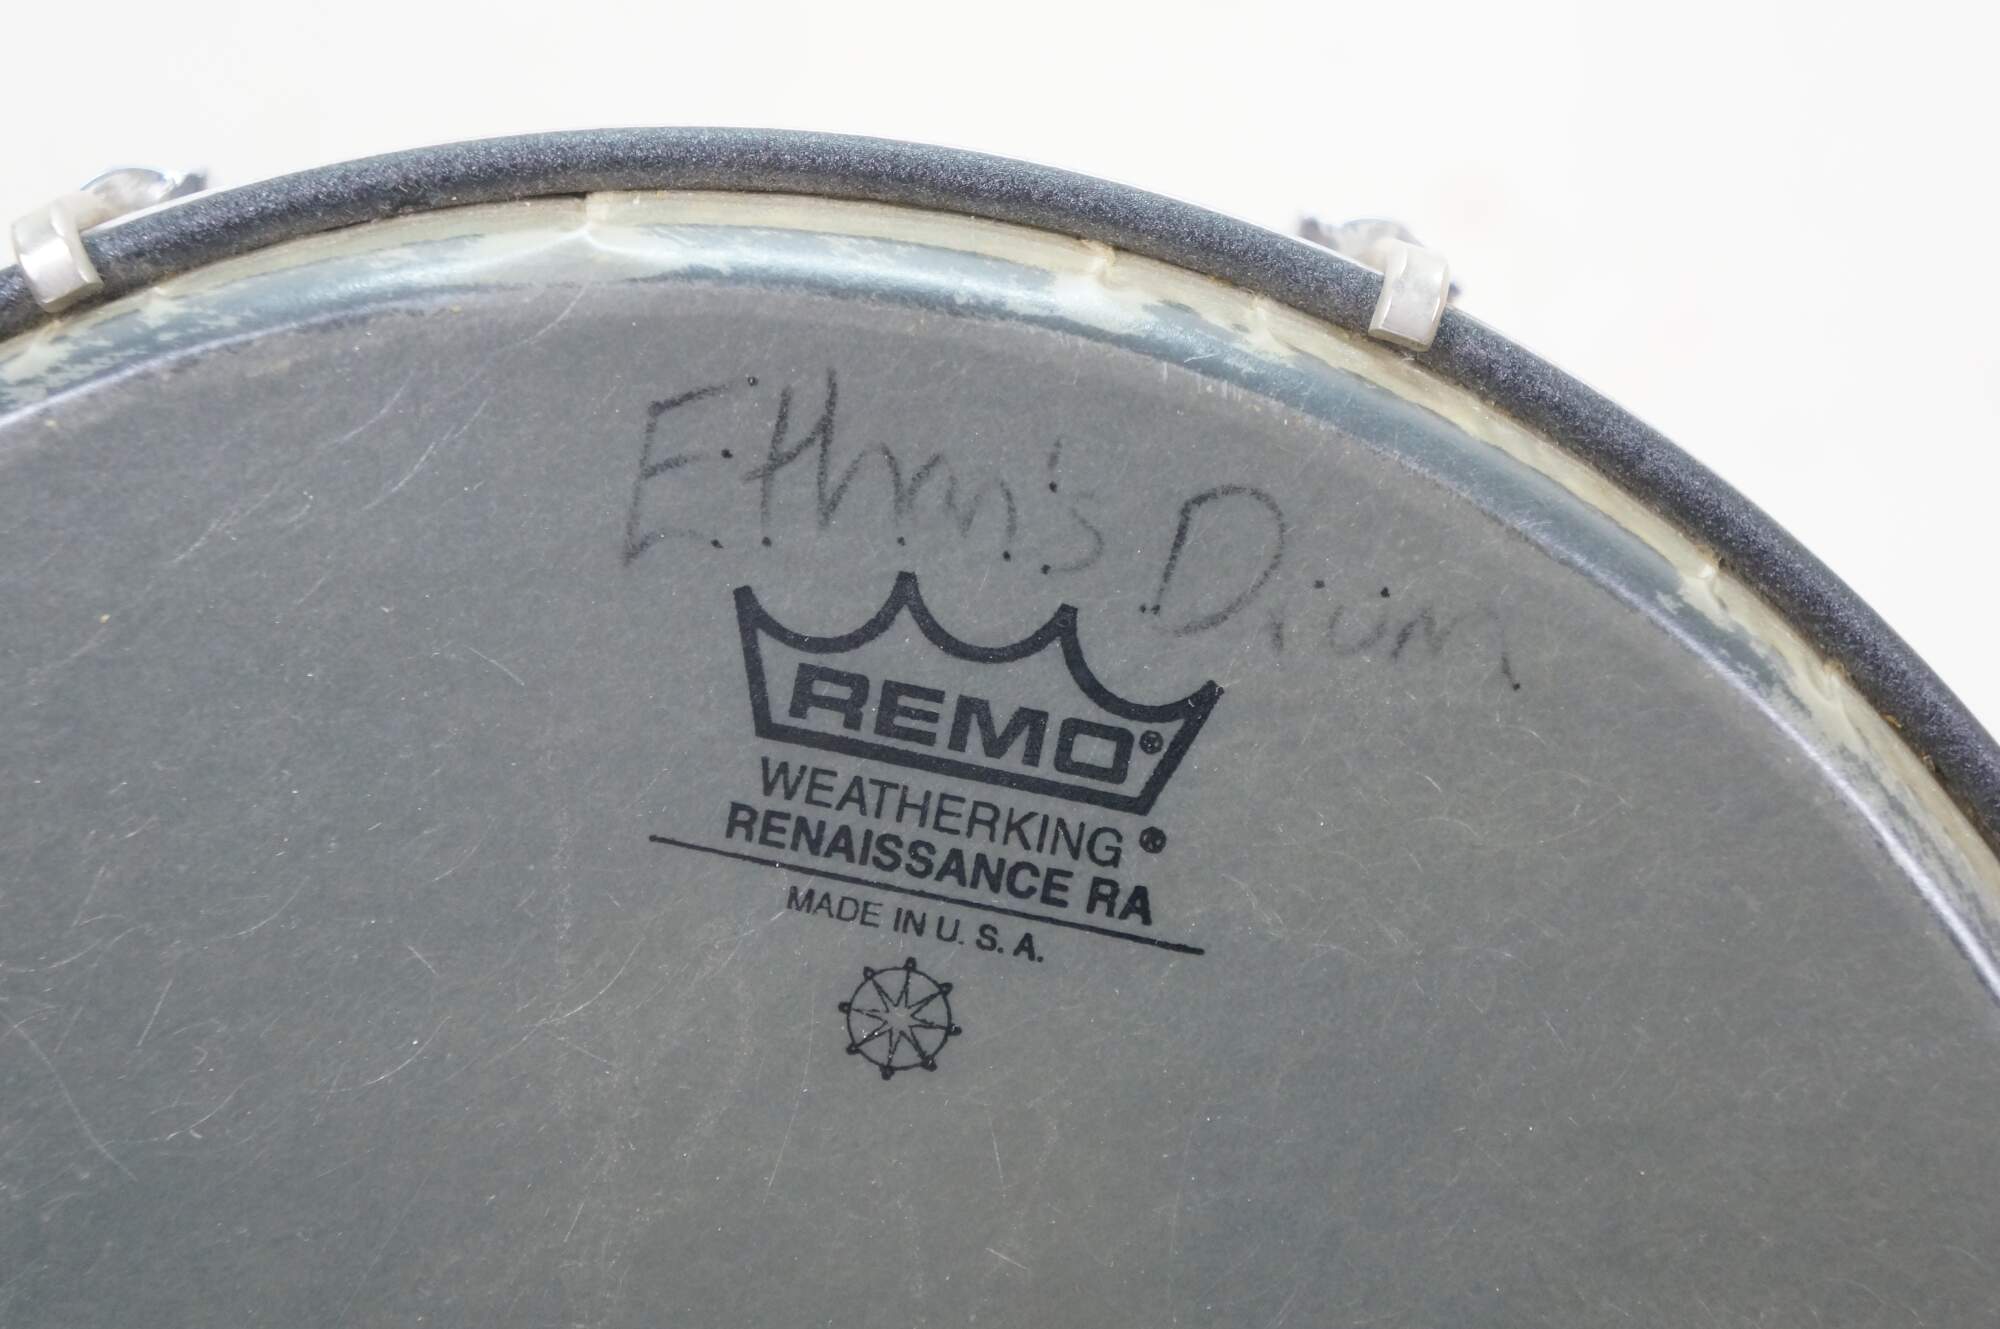 Ethan's Drum
REMO®
WEATHERKING®
RENAISSANCE RA
MADE IN U. S. A.